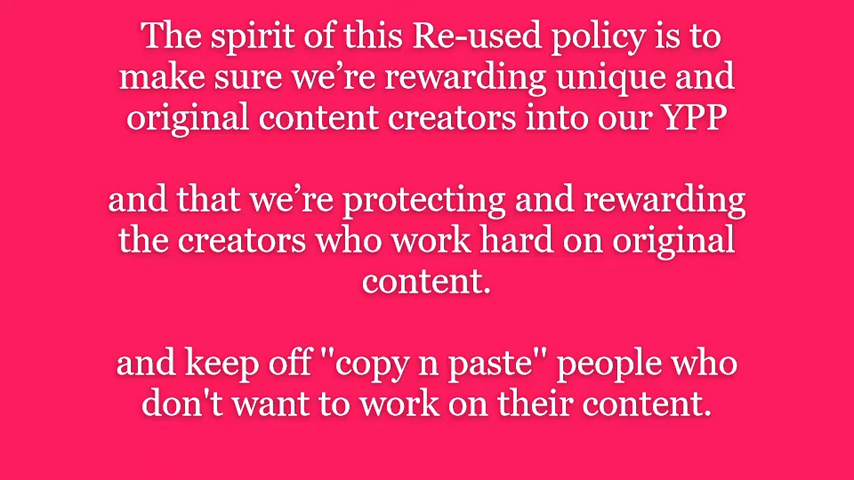 The spirit of this Re-used policy is to
make sure we’re rewarding unique and
original content creators into our YPP
and that we’re protecting and rewarding
the creators who work hard on original
content.
and keep off "copy n paste" people who
don't want to work on their content.